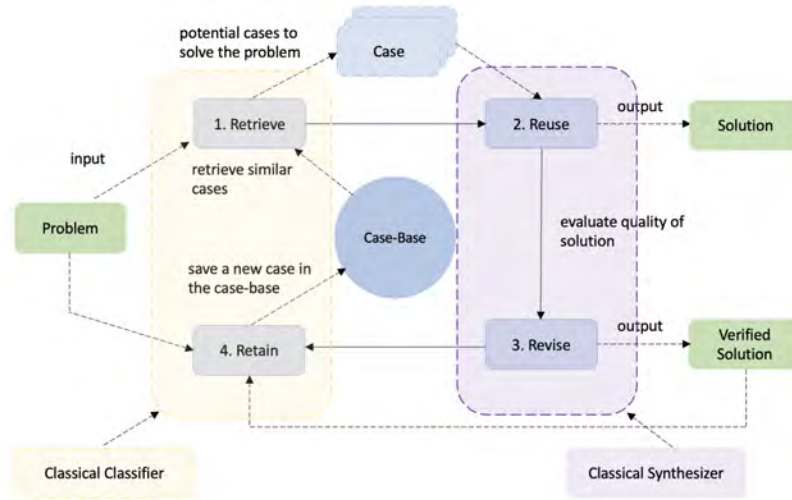 potential cases to
solve the problem
Case
1. Retrieve
2. Reuse
output
Solution
input
retrieve similar
cases
Problem
Case-Base
evaluate quality of
solution
save a new case in
the case-base
4. Retain
3. Revise
output
Verified
Solution
Classical Classifier
Classical Synthesizer